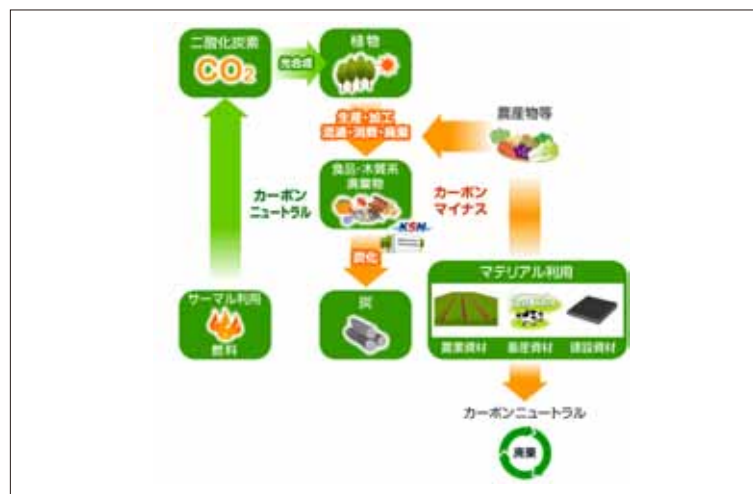 二酸化炭素
CO2
光合成
植物
生産・加工
流通・消費・廃棄
農産物等
食品・木質系
廃棄物
カーボン
ニュートラル
カーボン
マイナス
KSN
炭化
サーマル利用
燃料
炭
マテリアル利用
農業資材
畜産資材
建設資材
カーボンニュートラル
廃棄